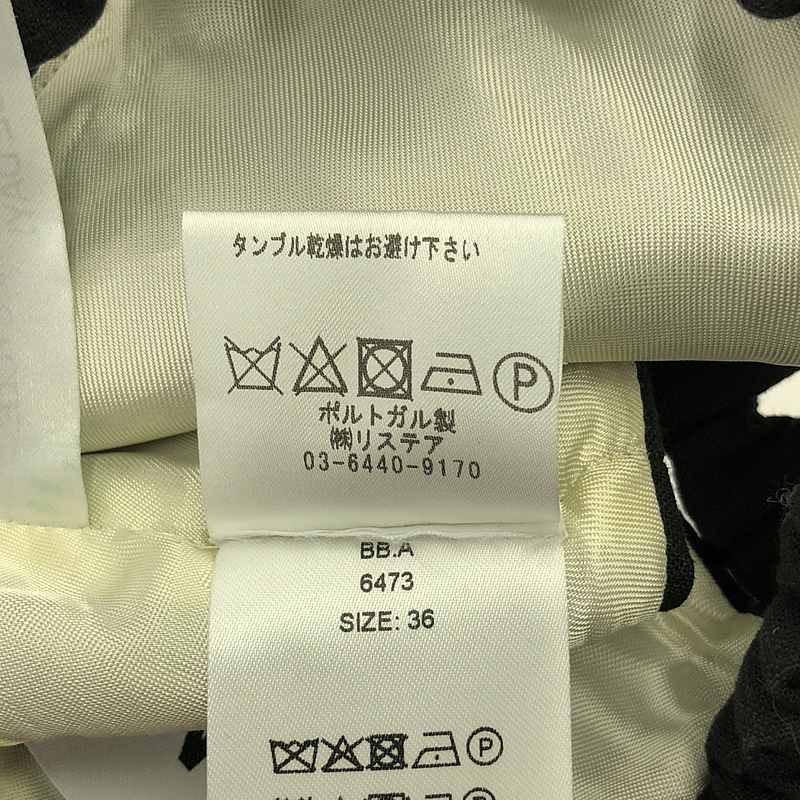 タンブル乾燥はお避け下さい
P
ポルトガル製
㈱リステア
03-6440-9170
BB.A
6473
SIZE: 36
P